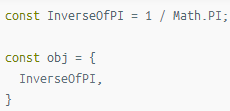 const InverseOfPI = 1 / Math.PI;
const obj = {
  InverseOfPI,
}